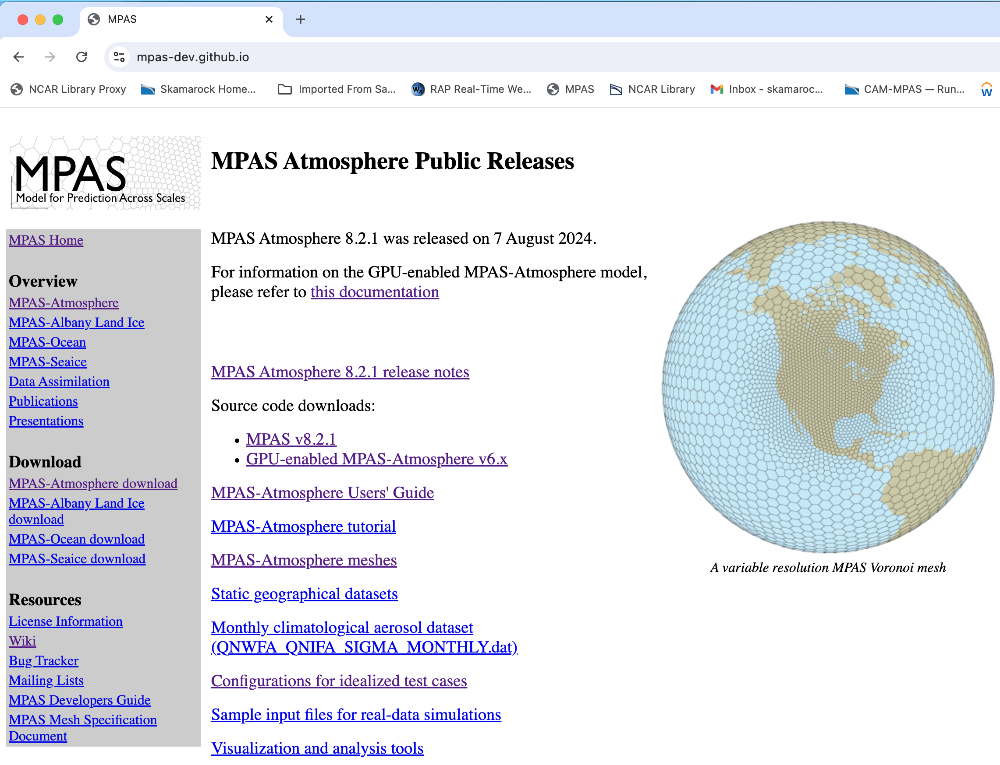 MPAS
mpas-dev.github.io
NCAR Library Proxy
Skamarock Home...
Imported From Sa...
RAP Real-Time We...
MPAS
NCAR Library
Inbox - skamaroc...
CAM-MPAS — Run...
MPAS
Model for Prediction Across Scales
MPAS Atmosphere Public Releases
MPAS Home
Overview
MPAS-Atmosphere
MPAS-Albany Land Ice
MPAS-Ocean
MPAS-Seaice
Data Assimilation
Publications
Presentations
Download
MPAS-Atmosphere download
MPAS-Albany Land Ice
download
MPAS-Ocean download
MPAS-Seaice download
Resources
License Information
Wiki
Bug Tracker
Mailing Lists
MPAS Developers Guide
MPAS Mesh Specification
Document
MPAS Atmosphere 8.2.1 was released on 7 August 2024.
For information on the GPU-enabled MPAS-Atmosphere model,
please refer to this documentation
MPAS Atmosphere 8.2.1 release notes
Source code downloads:
• MPAS v8.2.1
• GPU-enabled MPAS-Atmosphere v6.x
MPAS-Atmosphere Users' Guide
MPAS-Atmosphere tutorial
MPAS-Atmosphere meshes
Static geographical datasets
Monthly climatological aerosol dataset
(QNWFA_QNIFA_SIGMA_MONTHLY.dat)
Configurations for idealized test cases
Sample input files for real-data simulations
Visualization and analysis tools
A variable resolution MPAS Voronoi mesh